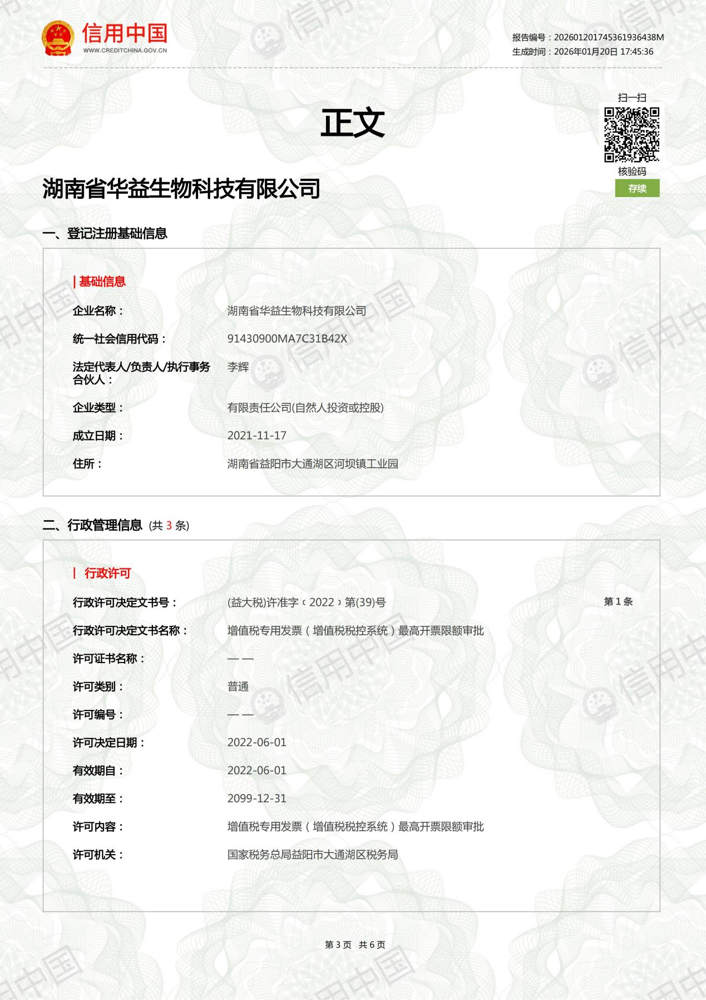 信用中国
WWW.CREDITCHINA.GOV.CN
报告编号：202601201745361936438M
生成时间：2026年01月20日 17:45:36
扫一扫
正文
核验码
湖南省华益生物科技有限公司
存续
一、登记注册基础信息
| 基础信息
企业名称： 湖南省华益生物科技有限公司
统一社会信用代码： 91430900MA7C31B42X
法定代表人/负责人/执行事务 李辉
合伙人：
企业类型： 有限责任公司(自然人投资或控股)
成立日期： 2021-11-17
住所： 湖南省益阳市大通湖区河坝镇工业园
二、行政管理信息 (共 3 条)
| 行政许可
行政许可决定文书号： (益大税)许准字﹝2022﹞第(39)号 第 1 条
行政许可决定文书名称： 增值税专用发票（增值税税控系统）最高开票限额审批
许可证书名称： — —
许可类别： 普通
许可编号： — —
许可决定日期： 2022-06-01
有效期自： 2022-06-01
有效期至： 2099-12-31
许可内容： 增值税专用发票（增值税税控系统）最高开票限额审批
许可机关： 国家税务总局益阳市大通湖区税务局
第 3 页 共 6 页